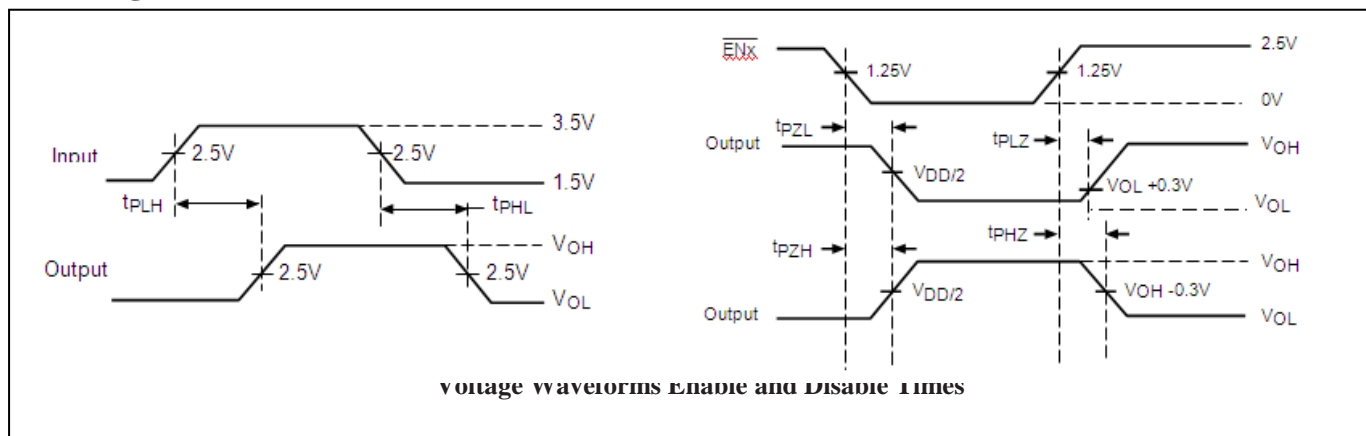 Input
2.5V
2.5V
3.5V
1.5V
tPLH
tPHL
Output
2.5V
2.5V
VOH
VOL
ENx
1.25V
1.25V
2.5V
0V
Output
tPZL
VDD/2
tPLZ
VOL +0.3V
VOH
VOL
Output
tPZH
VDD/2
tPHZ
VOH -0.3V
VOH
VOL
Voltage Waveforms Enable and Disable Times